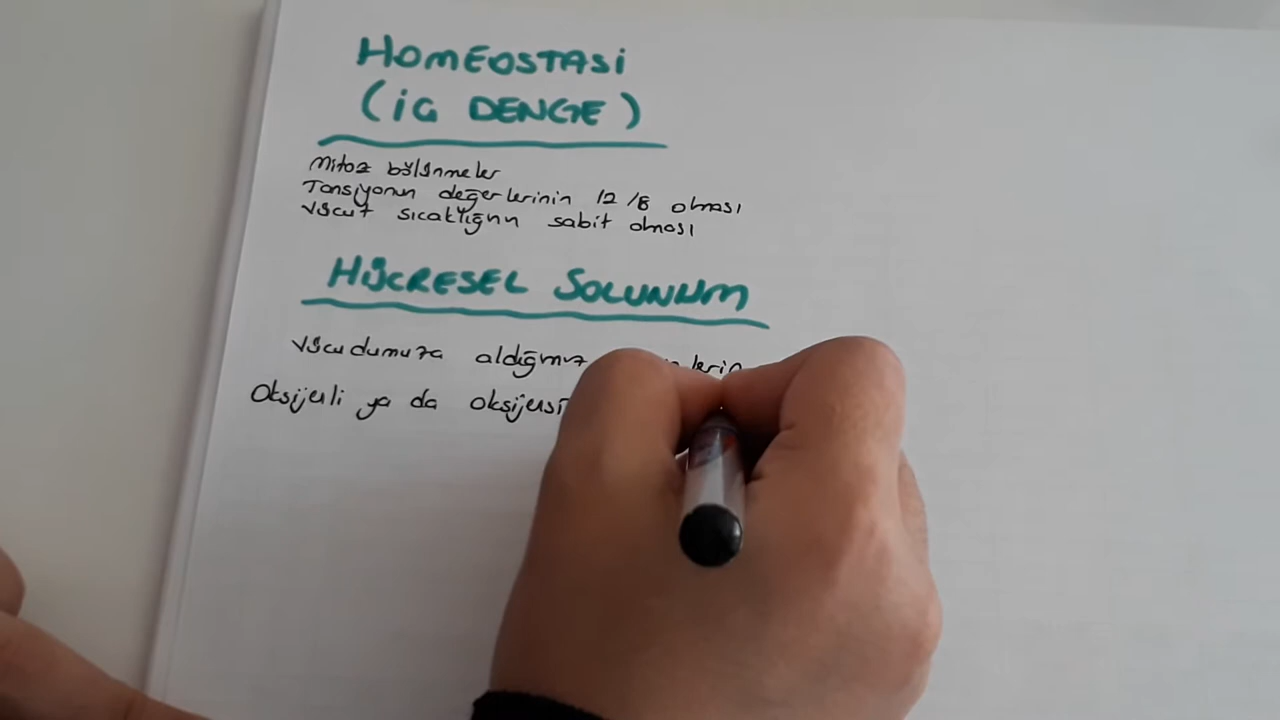 HOMEOSTASİ
(İÇ DENGE)
Mitoz bölünmeler
Tansiyonun değerlerinin 12/8 olması
Vücut sıcaklığının sabit olması
HÜCRESEL SOLUNUM
Vücudumuza aldığımız
Oksijenli ya da